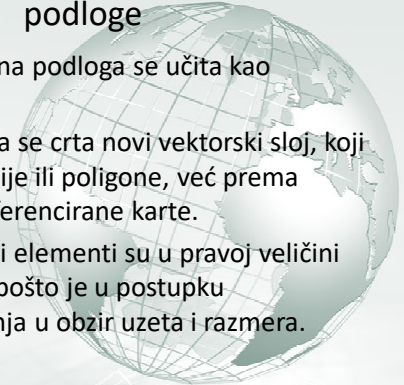 podloge
na podloga se učita kao
a se crta novi vektorski sloj, koji
ije ili poligone, već prema
ferencirane karte.
i elementi su u pravoj veličini
pošto je u postupku
nja u obzir uzeta i razmera.